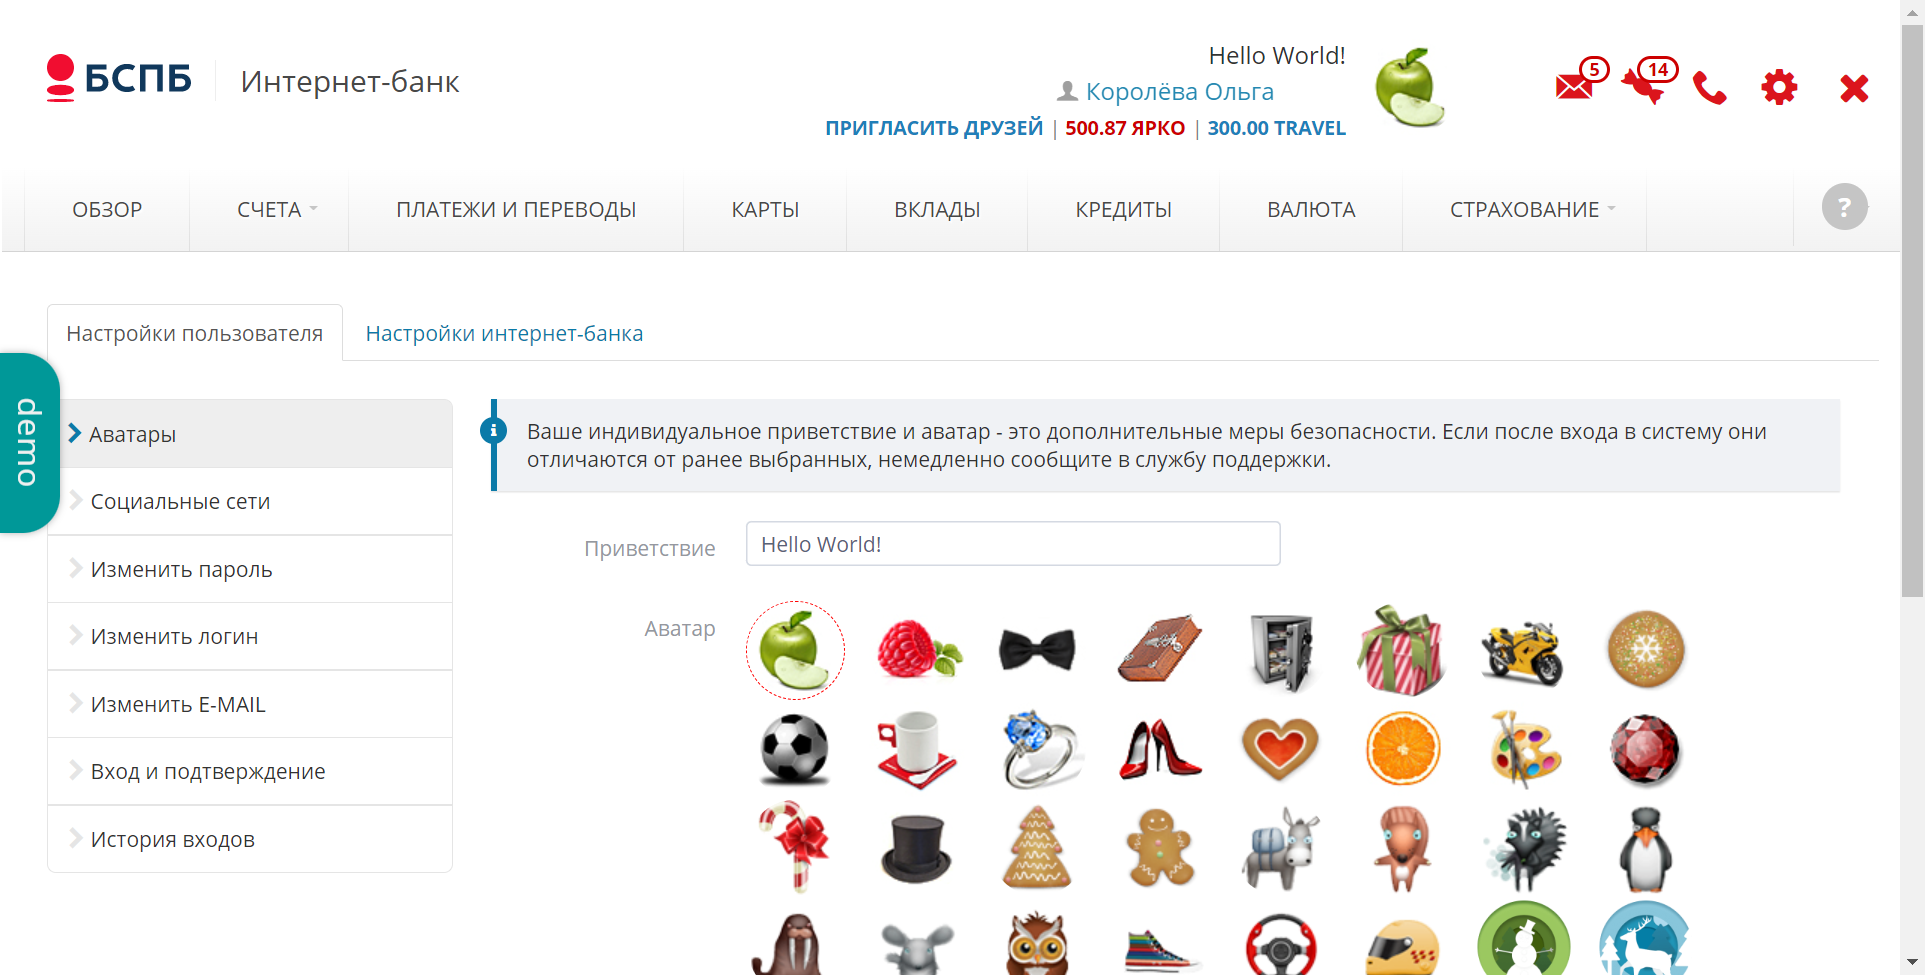 БСПБ
Интернет-банк
Hello World!
Королёва Ольга
ПРИГЛАСИТЬ ДРУЗЕЙ | 500.87 ЯРКО | 300.00 TRAVEL
5
14
ОБЗОР
СЧЕТА
ПЛАТЕЖИ И ПЕРЕВОДЫ
КАРТЫ
ВКЛАДЫ
КРЕДИТЫ
ВАЛЮТА
СТРАХОВАНИЕ
?
Настройки пользователя
Настройки интернет-банка
demo
Аватары
Социальные сети
Изменить пароль
Изменить логин
Изменить E-MAIL
Вход и подтверждение
История входов
Ваше индивидуальное приветствие и аватар - это дополнительные меры безопасности. Если после входа в систему они
отличаются от ранее выбранных, немедленно сообщите в службу поддержки.
Приветствие
Hello World!
Аватар